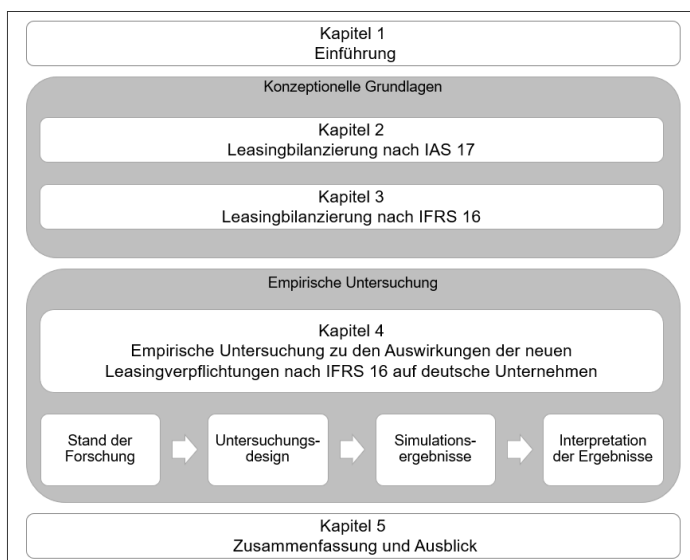 Kapitel 1
Einführung
Konzeptionelle Grundlagen
Kapitel 2
Leasingbilanzierung nach IAS 17
Kapitel 3
Leasingbilanzierung nach IFRS 16
Empirische Untersuchung
Kapitel 4
Empirische Untersuchung zu den Auswirkungen der neuen
Leasingverpflichtungen nach IFRS 16 auf deutsche Unternehmen
Stand der
Forschung
Untersuchungs-
design
Simulations-
ergebnisse
Interpretation
der Ergebnisse
Kapitel 5
Zusammenfassung und Ausblick